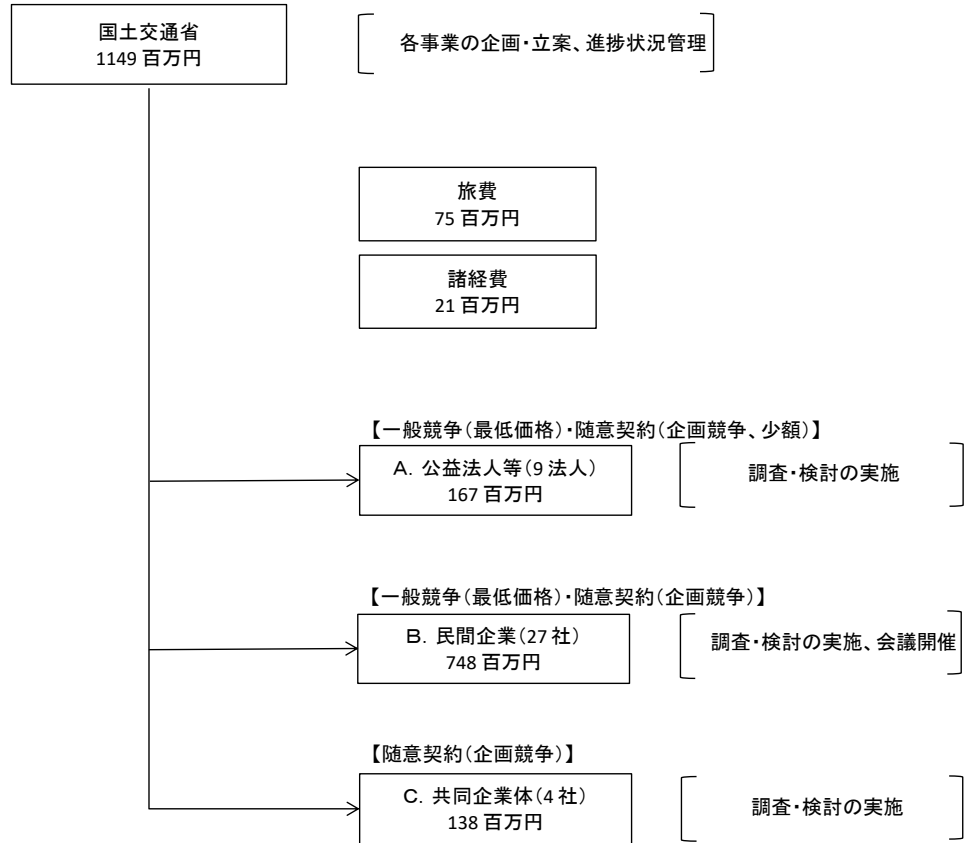 国土交通省
1149 百万円
各事業の企画・立案、進捗状況管理
旅費
75 百万円
諸経費
21 百万円
【一般競争(最低価格)・随意契約(企画競争、少額)】
A. 公益法人等(9 法人)
167 百万円
調査・検討の実施
【一般競争(最低価格)・随意契約(企画競争)】
B. 民間企業(27 社)
748 百万円
調査・検討の実施、会議開催
【随意契約(企画競争)】
C. 共同企業体(4 社)
138 百万円
調査・検討の実施